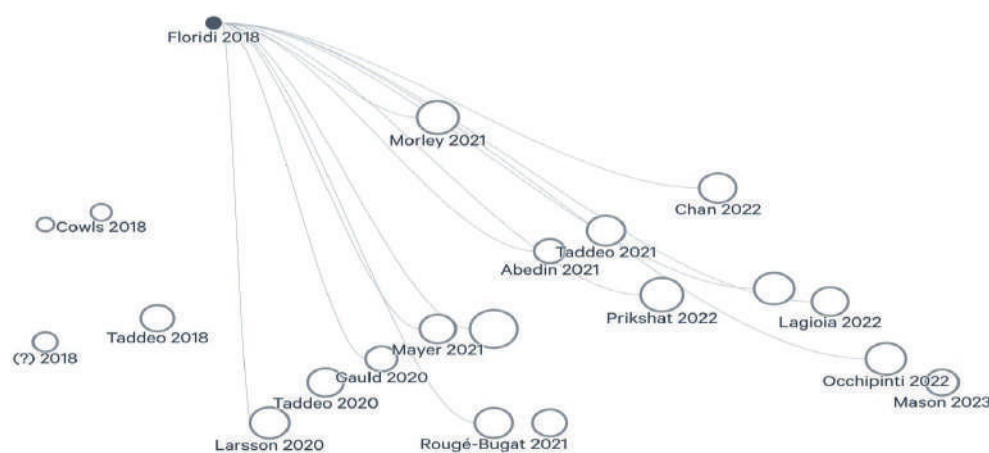 Floridi 2018
Morley 2021
Chan 2022
Cowls 2018
Taddeo 2021
Abedin 2021
Prikshat 2022
Lagioia 2022
Taddeo 2018
Mayer 2021
(?) 2018
Gauld 2020
Occhipinti 2022
Taddeo 2020
Mason 2023
Larsson 2020
Rougé-Bugat 2021